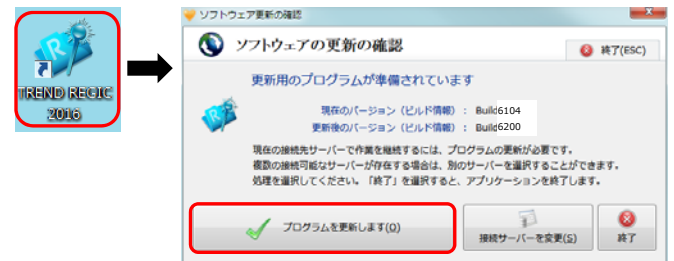 TREND REGIC
2016
ソフトウェア更新の確認
ソフトウェアの更新の確認
終了(ESC)
更新用のプログラムが準備されています
現在のバージョン（ビルド情報）： Build6104
更新後のバージョン（ビルド情報）： Build6200
現在の接続先サーバーで作業を継続するには、プログラムの更新が必要です。
複数の接続可能なサーバーが存在する場合は、別のサーバーを選択することができます。
処理を選択してください。「終了」を選択すると、アプリケーションを終了します。
プログラムを更新します(O)
接続サーバーを変更(S)
終了